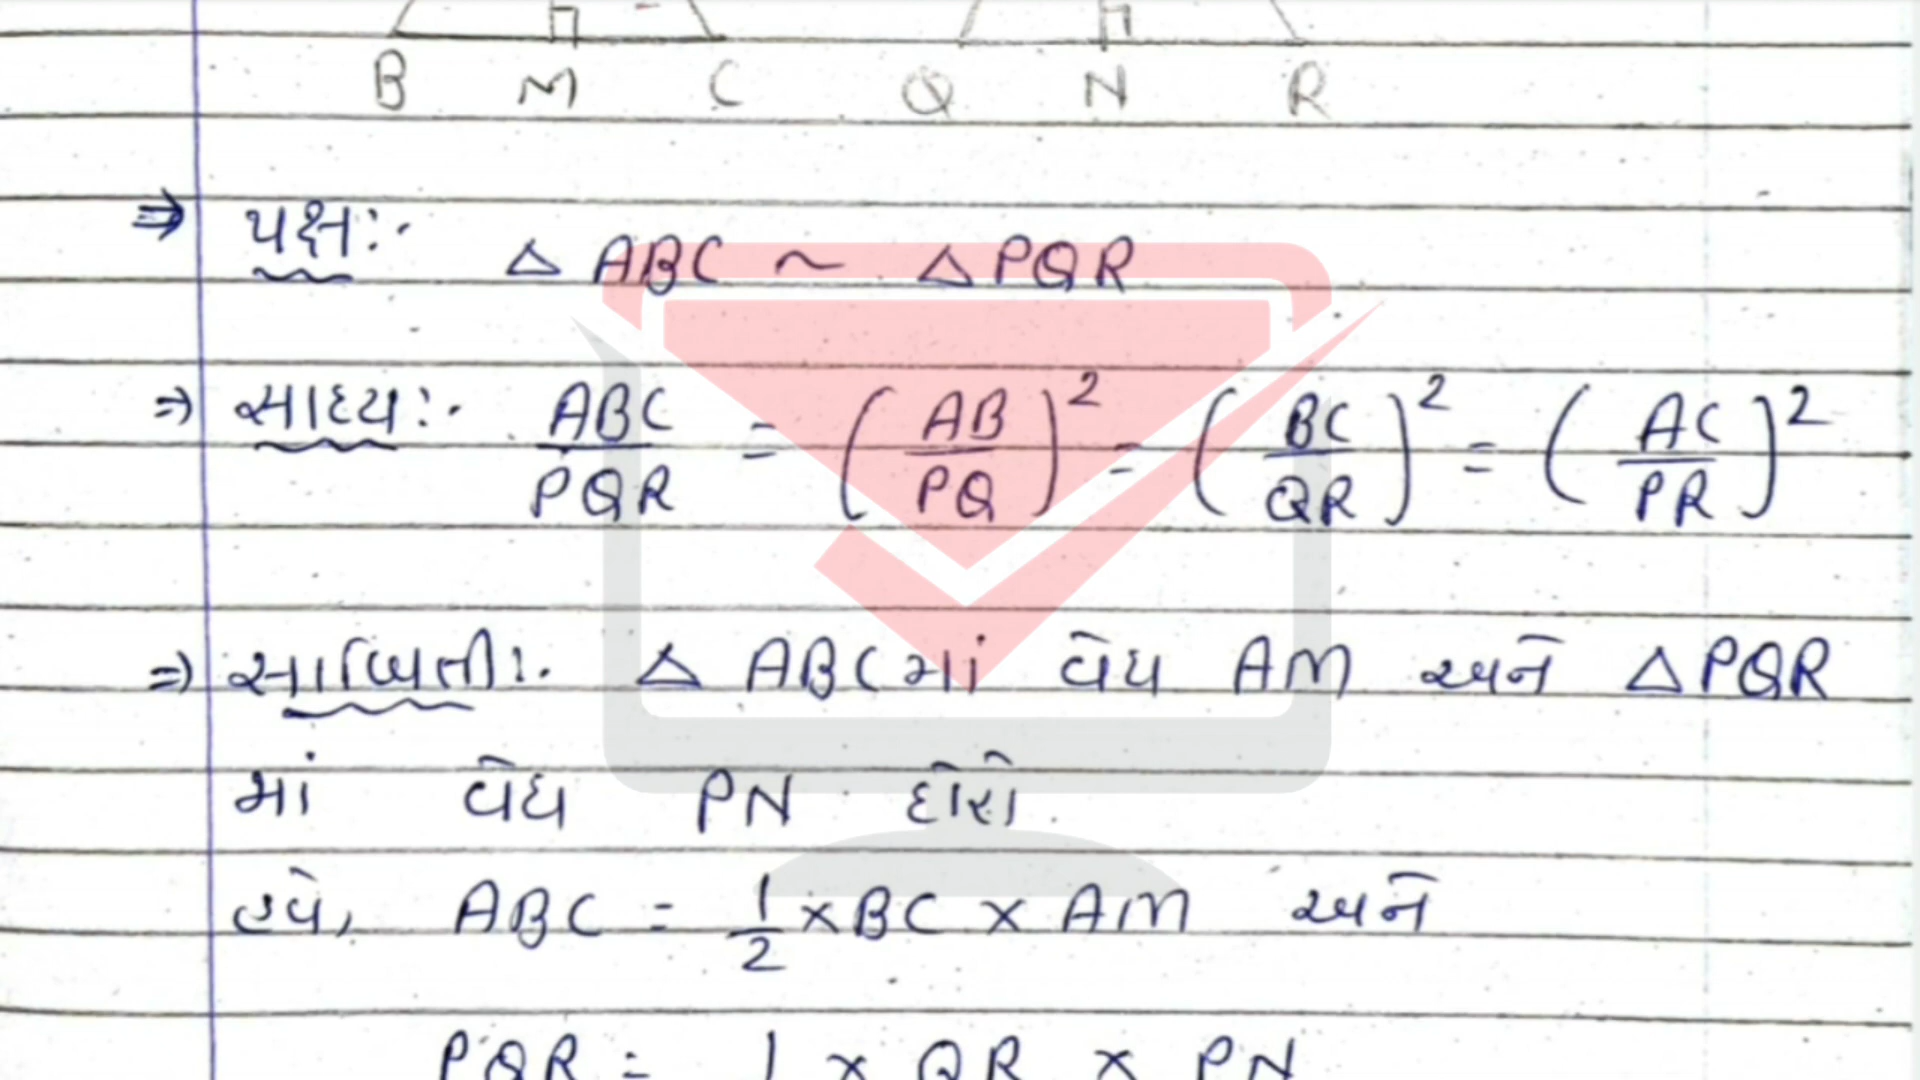 B M C Q N R
⇒ પક્ષ:- △ ABC ~ △ PQR
⇒ સાધ્ય:- ABC/PQR = (AB/PQ)² = (BC/QR)² = (AC/PR)²
⇒ સાબિતી:- △ ABC માં વેધ AM અને △ PQR
માં વેધ PN દોરો.
હવે, ABC = 1/2 × BC × AM અને
PQR = 1 × QR × PN